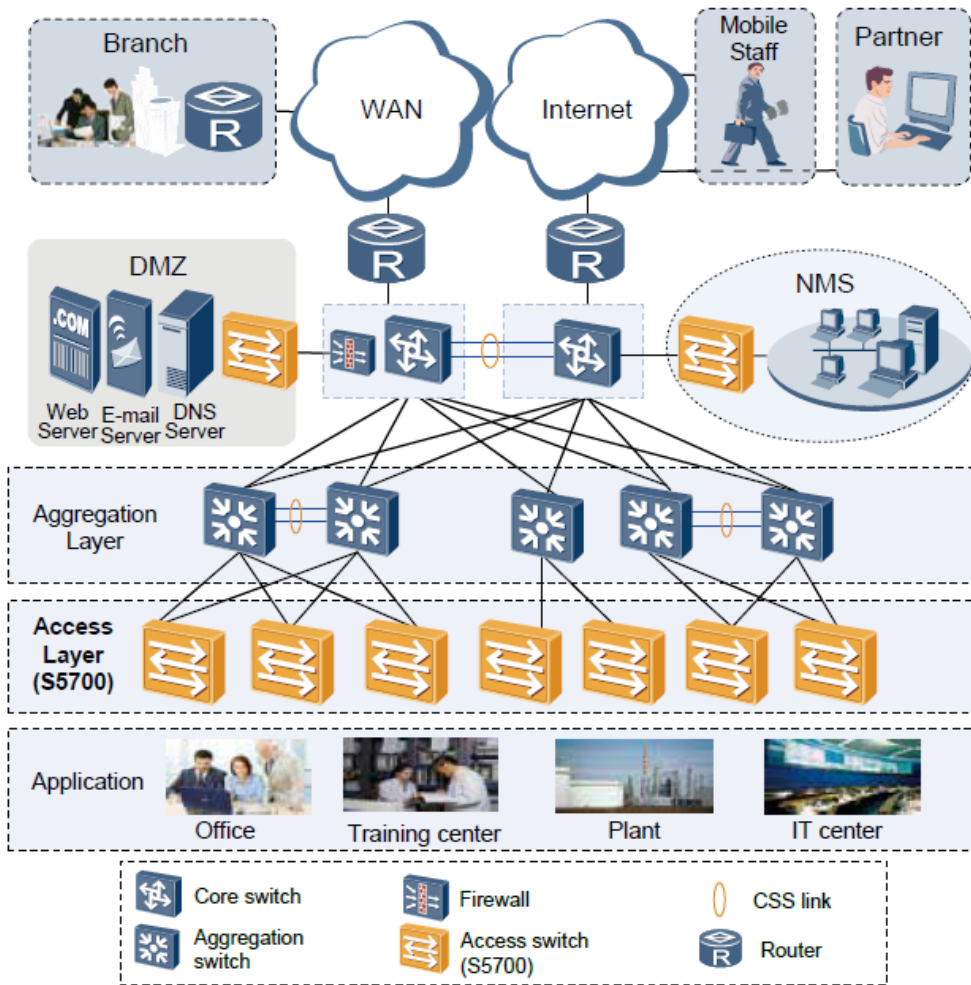 Branch
R
WAN
Internet
Mobile
Staff
Partner
R
R
DMZ
.COM
Web
Server
E-mail
Server
DNS
Server
NMS
Aggregation
Layer
Access
Layer
(S5700)
Application
Office
Training center
Plant
IT center
Core switch
Firewall
CSS link
Aggregation
switch
Access switch
(S5700)
R
Router